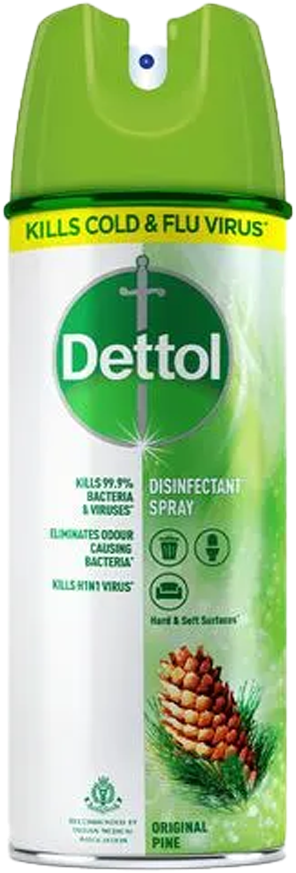 KILLS COLD & FLU VIRUS*
Dettol
KILLS 99.9%
BACTERIA
& VIRUSES*
ELIMINATES ODOUR
CAUSING
BACTERIA*
KILLS H1N1 VIRUS*
DISINFECTANT
SPRAY
Hard & Soft Surfaces*
RECOMMENDED BY
INDIAN MEDICAL
ASSOCIATION
ORIGINAL
PINE